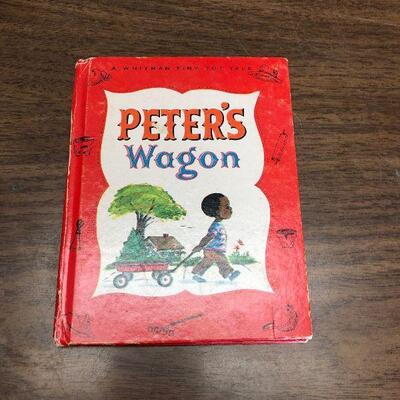 A WHITMAN TINY-TOT TALE
PETER'S
Wagon